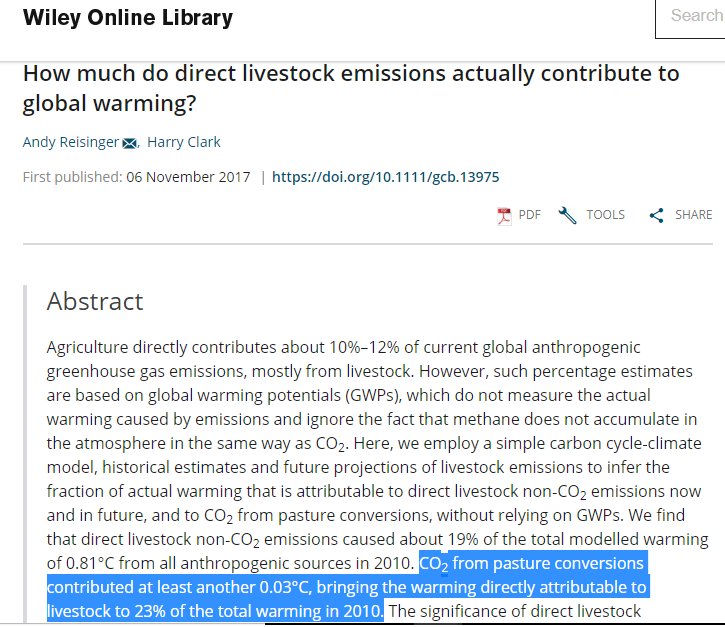 Wiley Online Library
Search
How much do direct livestock emissions actually contribute to
global warming?
Andy Reisinger, Harry Clark
First published: 06 November 2017 | https://doi.org/10.1111/gcb.13975
PDF TOOLS SHARE
Abstract
Agriculture directly contributes about 10%–12% of current global anthropogenic
greenhouse gas emissions, mostly from livestock. However, such percentage estimates
are based on global warming potentials (GWPs), which do not measure the actual
warming caused by emissions and ignore the fact that methane does not accumulate in
the atmosphere in the same way as CO₂. Here, we employ a simple carbon cycle-climate
model, historical estimates and future projections of livestock emissions to infer the
fraction of actual warming that is attributable to direct livestock non-CO₂ emissions now
and in future, and to CO₂ from pasture conversions, without relying on GWPs. We find
that direct livestock non-CO₂ emissions caused about 19% of the total modelled warming
of 0.81°C from all anthropogenic sources in 2010. CO₂ from pasture conversions
contributed at least another 0.03°C, bringing the warming directly attributable to
livestock to 23% of the total warming in 2010. The significance of direct livestock